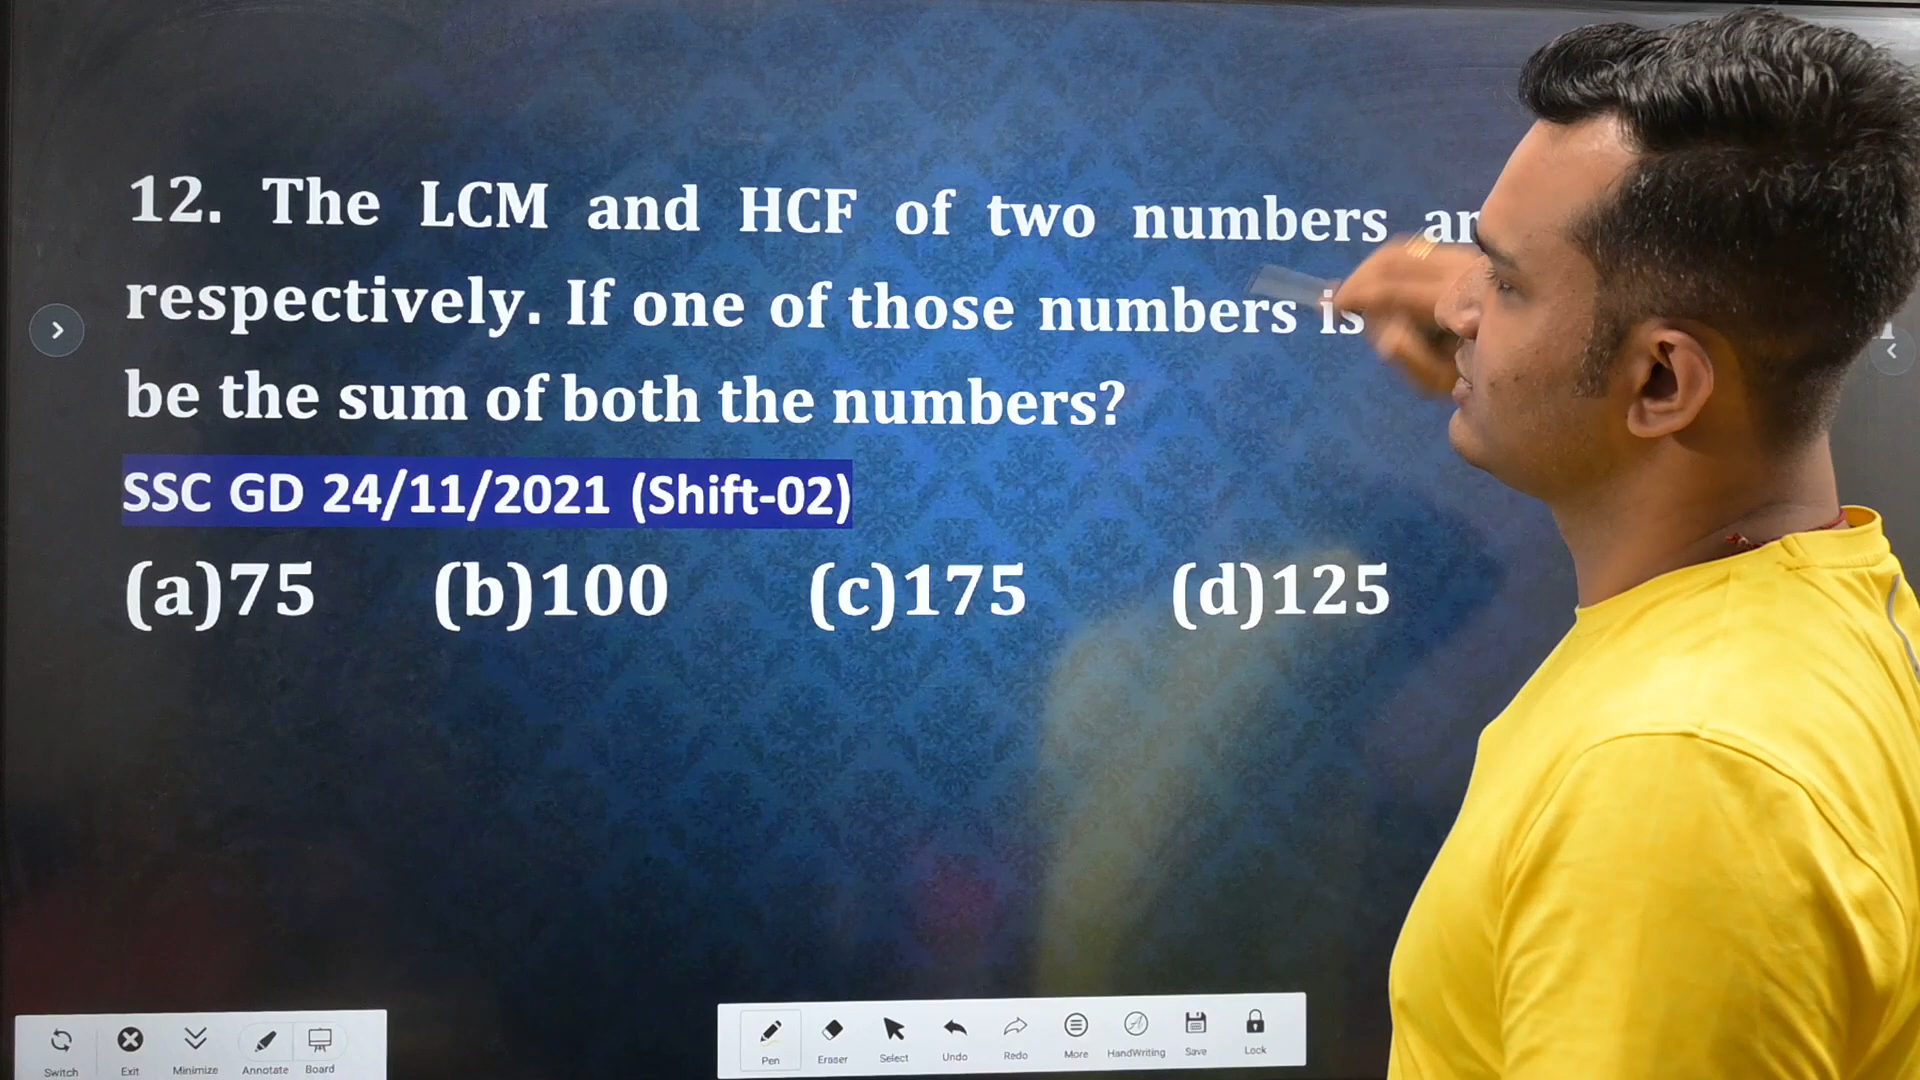 12. The LCM and HCF of two numbers
respectively. If one of those numbers is
be the sum of both the numbers?
SSC GD 24/11/2021 (Shift-02)
(a)75 (b)100 (c)175 (d)125
Switch Exit Minimize Annotate Board
Pen Eraser Select Undo Redo More HandWriting Save Lock